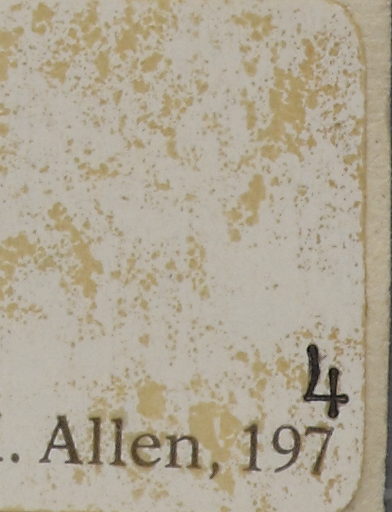 4
. Allen, 197